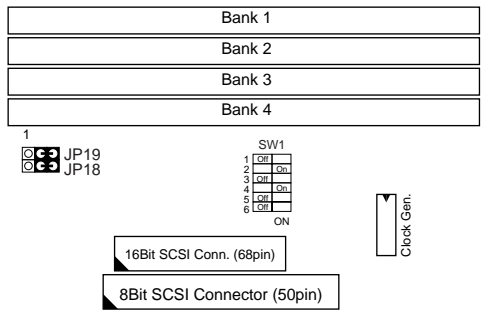 Bank 1
Bank 2
Bank 3
Bank 4
1
JP19
JP18
SW1
1 Off
2 On
3 Off
4 On
5 Off
6 Off
ON
Clock Gen.
16Bit SCSI Conn. (68pin)
8Bit SCSI Connector (50pin)